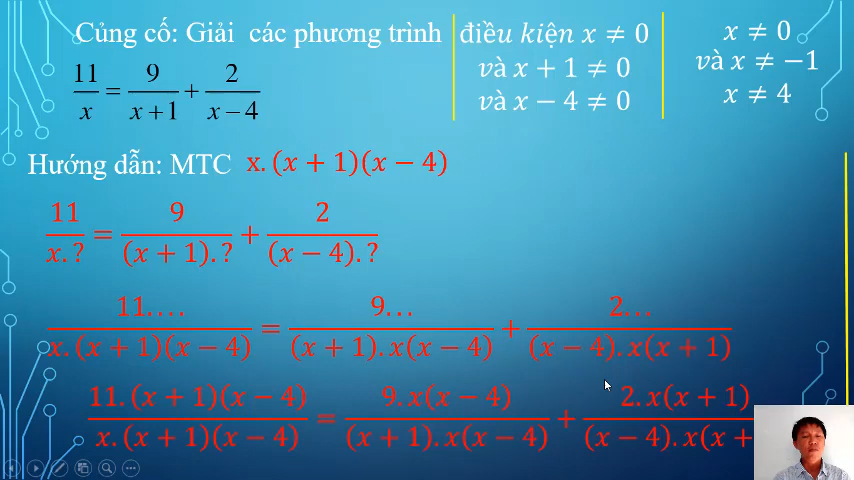 Củng cố: Giải các phương trình
11/x = 9/(x+1) + 2/(x−4)
điều kiện x ≠ 0
và x + 1 ≠ 0
và x − 4 ≠ 0
x ≠ 0
và x ≠ −1
x ≠ 4
Hướng dẫn: MTC x.(x + 1)(x − 4)
11/(x.?) = 9/((x + 1).?) + 2/((x − 4).?)
11..../(x.(x + 1)(x − 4)) = 9.../((x + 1).x(x − 4)) + 2.../((x − 4).x(x + 1))
11.(x + 1)(x − 4)/(x.(x + 1)(x − 4)) = 9.x(x − 4)/((x + 1).x(x − 4)) + 2.x(x + 1)/((x − 4).x(x +